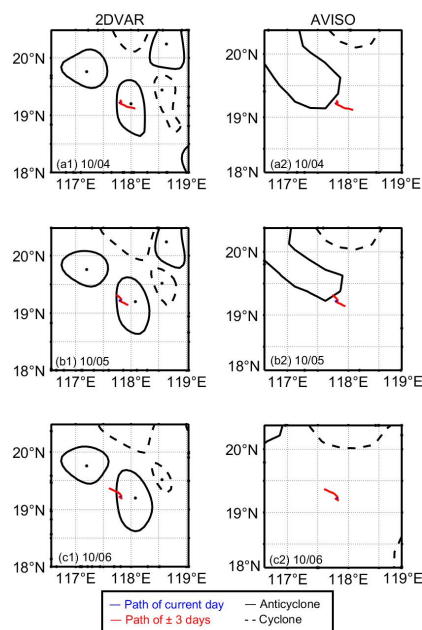 2DVAR
AVISO
20°N
19°N
18°N
(a1) 10/04
117°E 118°E 119°E
20°N
19°N
18°N
(a2) 10/04
117°E 118°E 119°E
20°N
19°N
18°N
(b1) 10/05
117°E 118°E 119°E
20°N
19°N
18°N
(b2) 10/05
117°E 118°E 119°E
20°N
19°N
18°N
(c1) 10/06
117°E 118°E 119°E
20°N
19°N
18°N
(c2) 10/06
117°E 118°E 119°E
Path of current day
Path of ± 3 days
Anticyclone
Cyclone